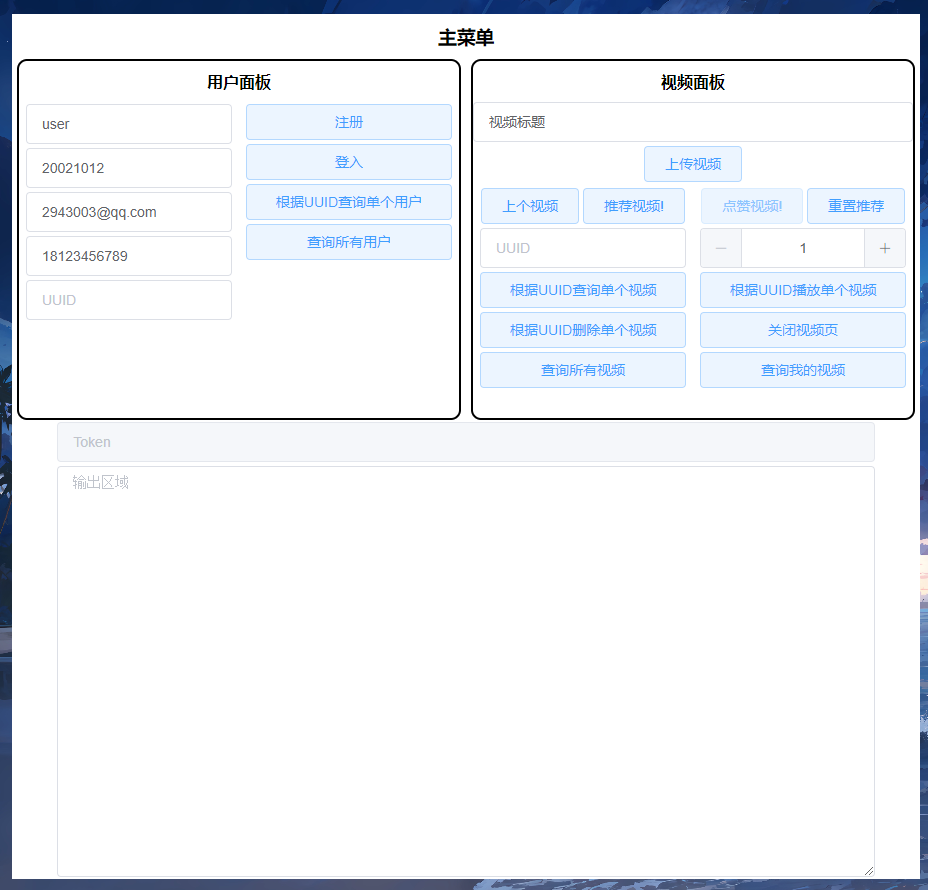 主菜单
用户面板
user
20021012
2943003@qq.com
18123456789
UUID
注册
登入
根据UUID查询单个用户
查询所有用户
视频面板
视频标题
上传视频
上个视频 推荐视频! 点赞视频! 重置推荐
UUID － 1 +
根据UUID查询单个视频 根据UUID播放单个视频
根据UUID删除单个视频 关闭视频页
查询所有视频 查询我的视频
Token
输出区域